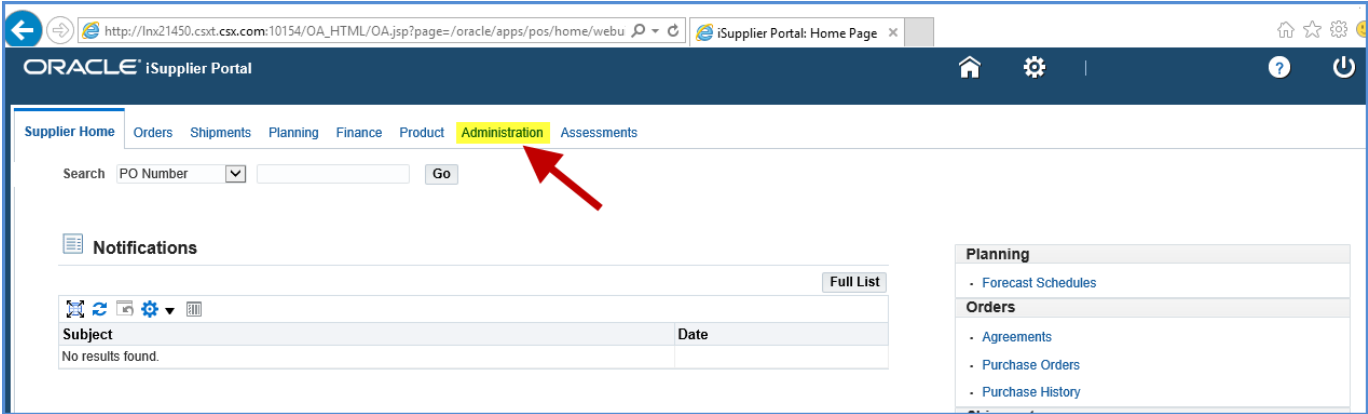 http://lnx21450.csxt.csx.com:10154/OA_HTML/OA.jsp?page=/oracle/apps/pos/home/webu
iSupplier Portal: Home Page
ORACLE iSupplier Portal
Supplier Home Orders Shipments Planning Finance Product Administration Assessments
Search PO Number Go
Notifications
Full List
Subject Date
No results found.
Planning
Forecast Schedules
Orders
Agreements
Purchase Orders
Purchase History